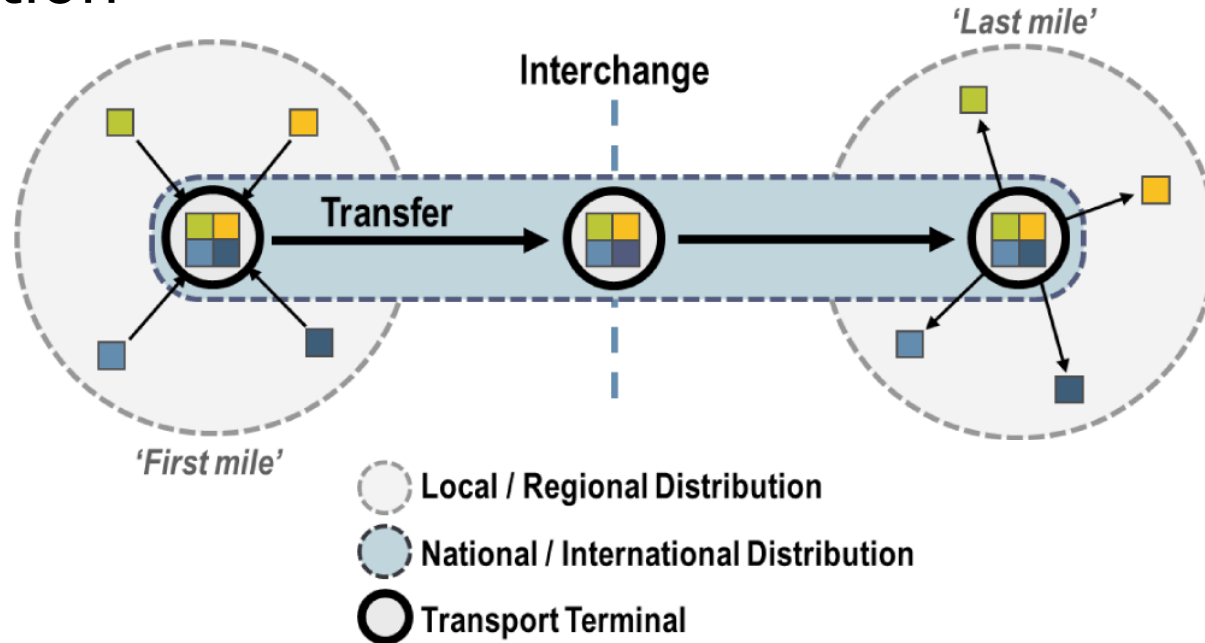 ‘Last mile’
Interchange
Transfer
‘First mile’
Local / Regional Distribution
National / International Distribution
Transport Terminal